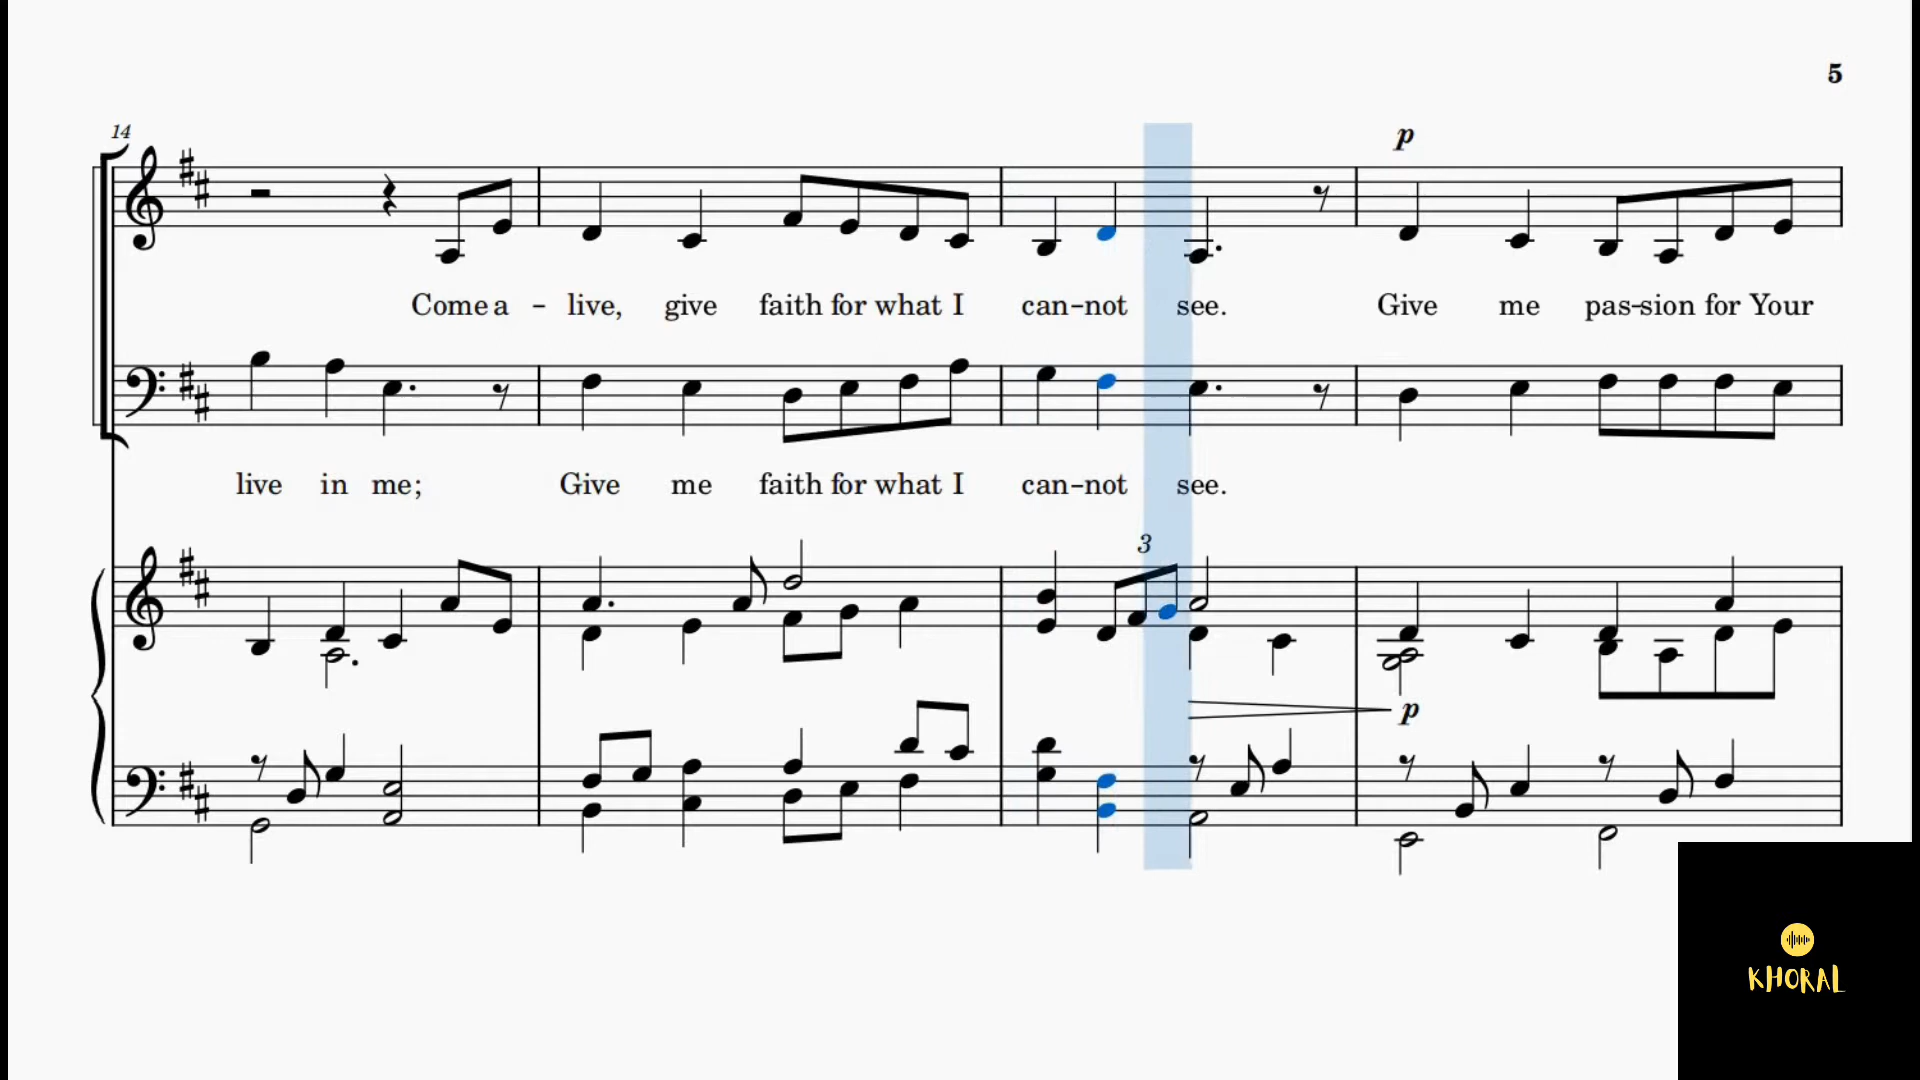 5
14
p
Come a - live, give faith for what I can-not see. Give me pas-sion for Your
live in me; Give me faith for what I can-not see.
3
p
KHORAL